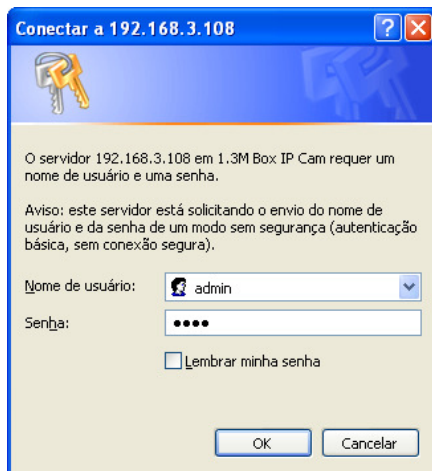 Conectar a 192.168.3.108
O servidor 192.168.3.108 em 1.3M Box IP Cam requer um
nome de usuário e uma senha.
Aviso: este servidor está solicitando o envio do nome de
usuário e da senha de um modo sem segurança (autenticação
básica, sem conexão segura).
Nome de usuário: admin
Senha: ••••
Lembrar minha senha
OK Cancelar